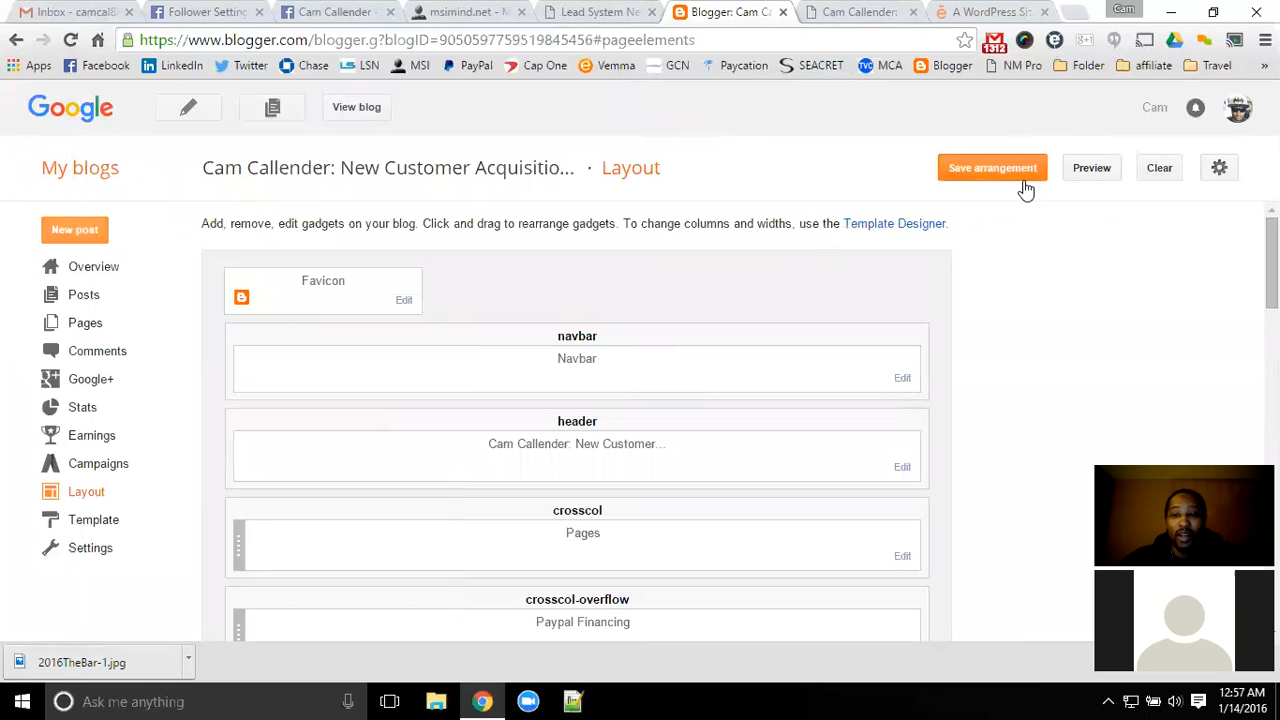 Inbox - camcal8
Follower Settin
Cam Callender -
msimind.net - M
Lead System Ne
Blogger: Cam Ca
Cam Callender:
A WordPress Sit
Cam
https://www.blogger.com/blogger.g?blogID=9050597759519845456#pageelements
1312
Apps Facebook LinkedIn Twitter Chase LSN MSI PayPal Cap One Vemma GCN Paycation SEACRET MCA Blogger NM Pro Folder affiliate Travel »
Google View blog Cam
My blogs
Cam Callender: New Customer Acquisitio... · Layout
Save arrangement
Preview
Clear
Add, remove, edit gadgets on your blog. Click and drag to rearrange gadgets. To change columns and widths, use the Template Designer.
New post
Overview
Posts
Pages
Comments
Google+
Stats
Earnings
Campaigns
Layout
Template
Settings
Favicon
Edit
navbar
Navbar
Edit
header
Cam Callender: New Customer...
Edit
crosscol
Pages
Edit
crosscol-overflow
Paypal Financing
2016TheBar-1.jpg
Ask me anything
12:57 AM
1/14/2016